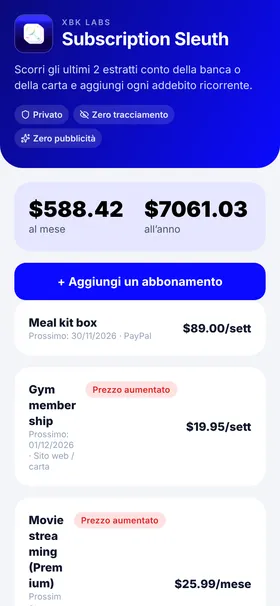 XBK LABS
Subscription Sleuth
Scorri gli ultimi 2 estratti conto della banca o
della carta e aggiungi ogni addebito ricorrente.
Privato
Zero tracciamento
Zero pubblicità
$588.42
$7061.03
al mese
all'anno
+ Aggiungi un abbonamento
Meal kit box
Prossimo: 30/11/2026 · PayPal
$89.00/sett
Gym
member
ship
Prezzo aumentato
Prossimo:
01/12/2026
· Sito web /
carta
$19.95/sett
Movie
strea
ming
(Prem
ium)
Prezzo aumentato
Prossim
$25.99/mese